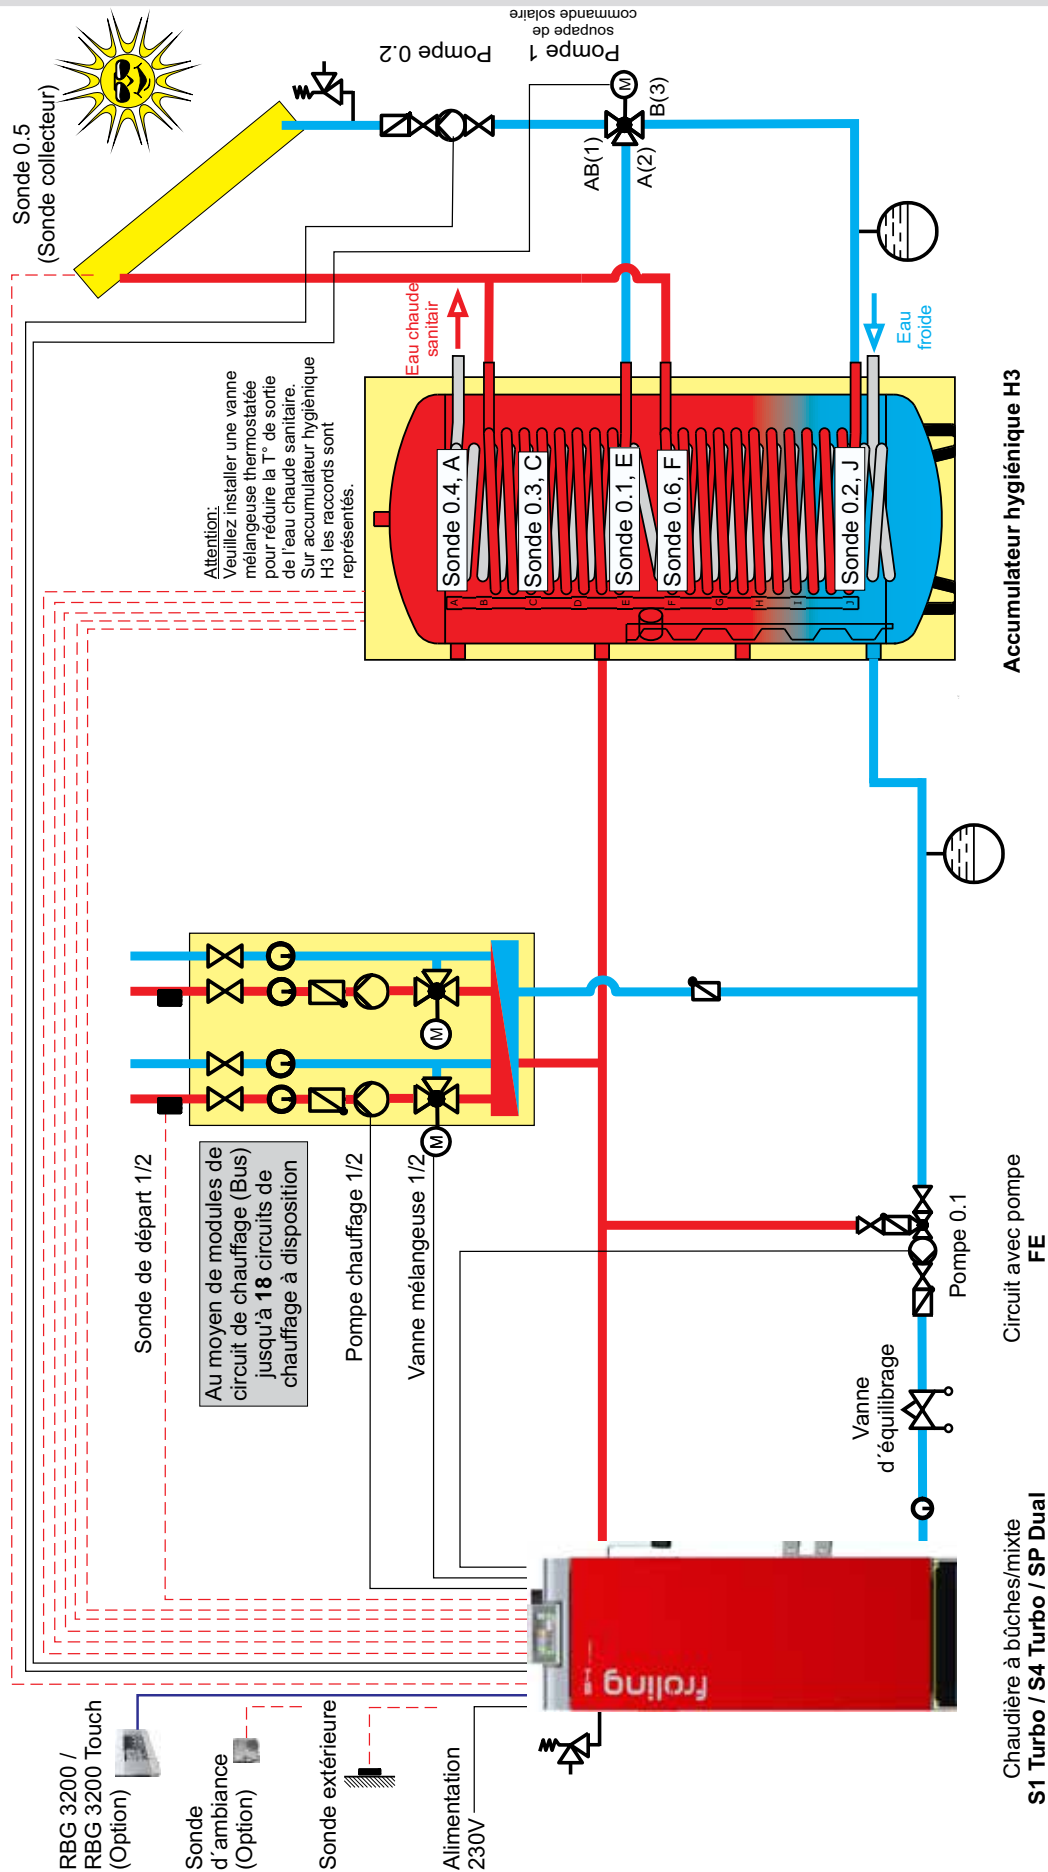 RBG 3200 /
RBG 3200 Touch
(Option)
Sonde
d´ambiance
(Option)
Sonde extérieure
Alimentation
230V
Sonde de départ 1/2
Au moyen de modules de
circuit de chauffage (Bus)
jusqu'à 18 circuits de
chauffage à disposition
Pompe chauffage 1/2
Vanne mélangeuse 1/2
M
M
Attention:
Veuillez installer une vanne
mélangeuse thermostatée
pour réduire la T° de sortie
de l'eau chaude sanitaire.
Sur accumulateur hygiénique
H3 les raccords sont
représentés.
Sonde 0.5
(Sonde collecteur)
Pompe 0.2
Pompe 1
soupape de
commande solaire
M
AB(1)
A(2)
B(3)
Eau chaude
sanitair
Eau
froide
Sonde 0.4, A
Sonde 0.3, C
Sonde 0.1, E
Sonde 0.6, F
Sonde 0.2, J
A
B
C
D
E
F
G
H
I
J
Accumulateur hygiénique H3
froling
Vanne
d´équilibrage
Pompe 0.1
Circuit avec pompe
FE
Chaudière à bûches/mixte
S1 Turbo / S4 Turbo / SP Dual